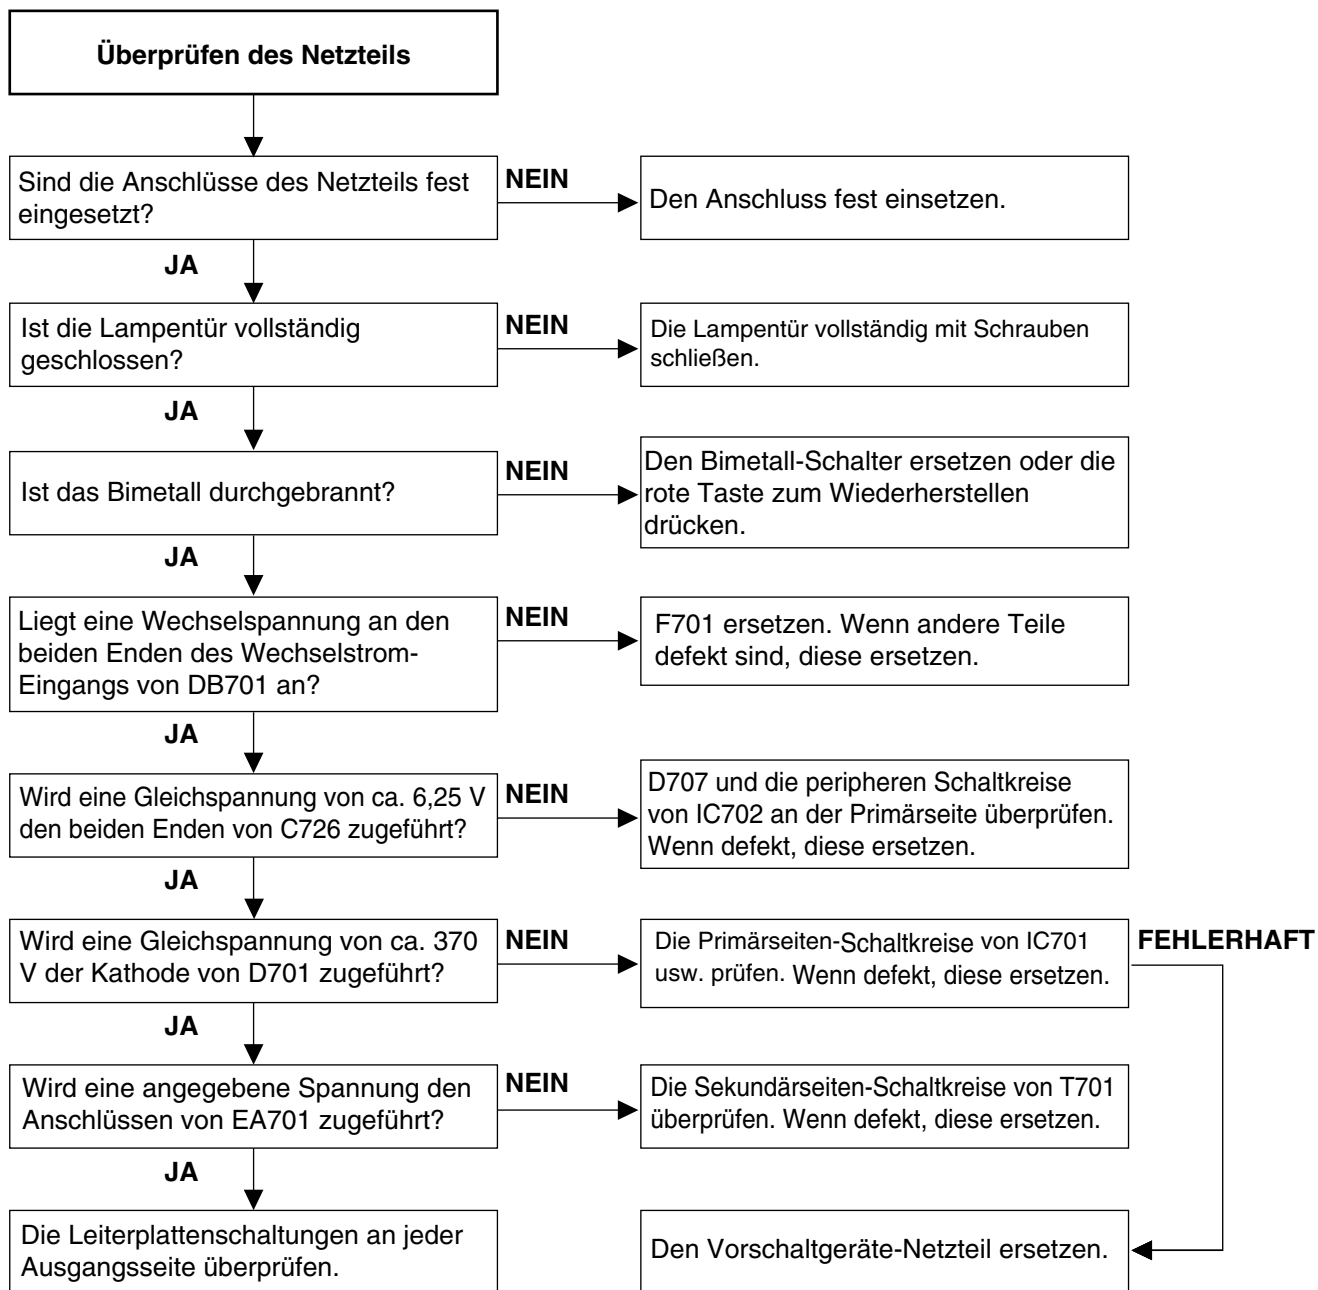 Überprüfen des Netzteils
Sind die Anschlüsse des Netzteils fest
eingesetzt?
NEIN
Den Anschluss fest einsetzen.
JA
Ist die Lampentür vollständig
geschlossen?
NEIN
Die Lampentür vollständig mit Schrauben
schließen.
JA
Ist das Bimetall durchgebrannt?
NEIN
Den Bimetall-Schalter ersetzen oder die
rote Taste zum Wiederherstellen
drücken.
JA
Liegt eine Wechselspannung an den
beiden Enden des Wechselstrom-
Eingangs von DB701 an?
NEIN
F701 ersetzen. Wenn andere Teile
defekt sind, diese ersetzen.
JA
Wird eine Gleichspannung von ca. 6,25 V
den beiden Enden von C726 zugeführt?
NEIN
D707 und die peripheren Schaltkreise
von IC702 an der Primärseite überprüfen.
Wenn defekt, diese ersetzen.
JA
Wird eine Gleichspannung von ca. 370
V der Kathode von D701 zugeführt?
NEIN
Die Primärseiten-Schaltkreise von IC701
usw. prüfen. Wenn defekt, diese ersetzen.
FEHLERHAFT
JA
Wird eine angegebene Spannung den
Anschlüssen von EA701 zugeführt?
NEIN
Die Sekundärseiten-Schaltkreise von T701
überprüfen. Wenn defekt, diese ersetzen.
JA
Die Leiterplattenschaltungen an jeder
Ausgangsseite überprüfen.
Den Vorschaltgeräte-Netzteil ersetzen.